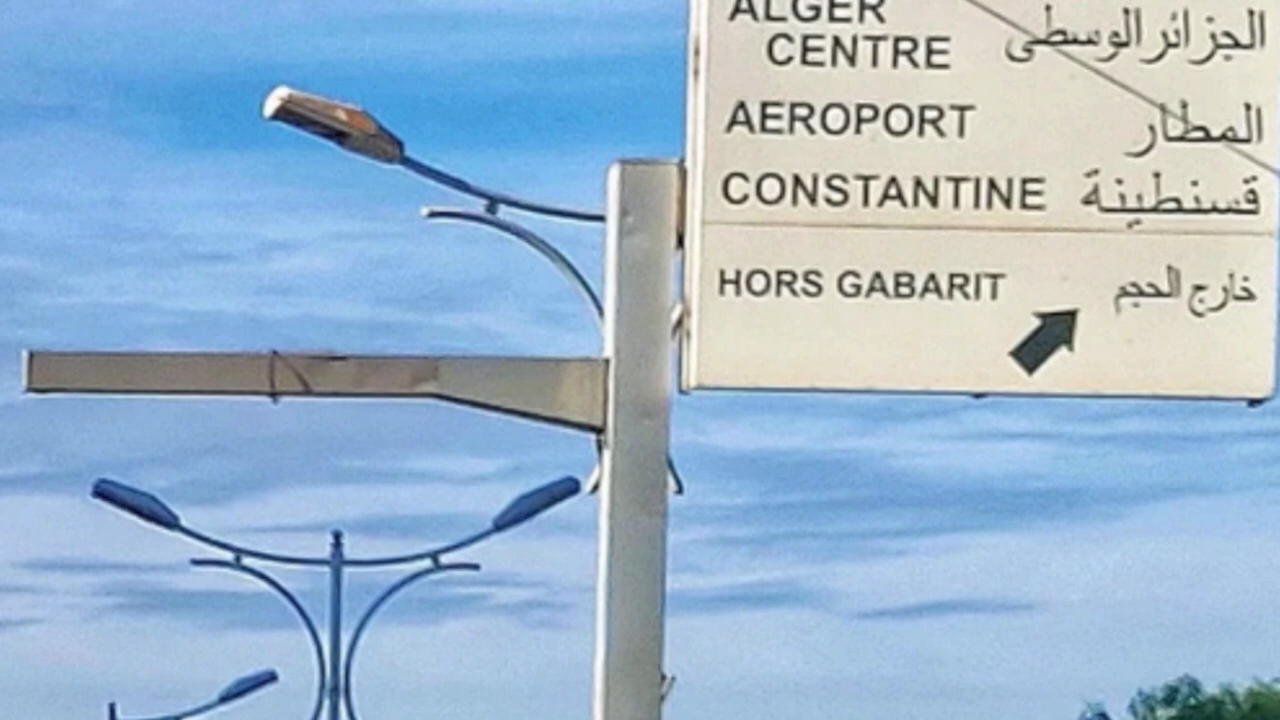 ALGER الجزائر الوسطى
CENTRE
AEROPORT المطار
CONSTANTINE قسنطينة
HORS GABARIT خارج الحجم